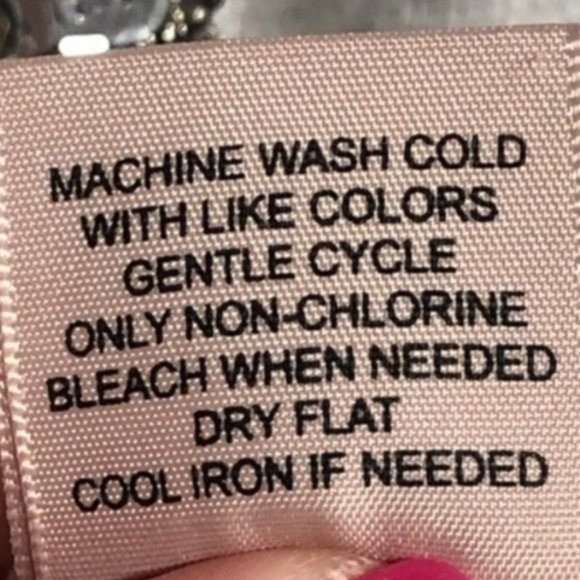 MACHINE WASH COLD
WITH LIKE COLORS
GENTLE CYCLE
ONLY NON-CHLORINE
BLEACH WHEN NEEDED
DRY FLAT
COOL IRON IF NEEDED